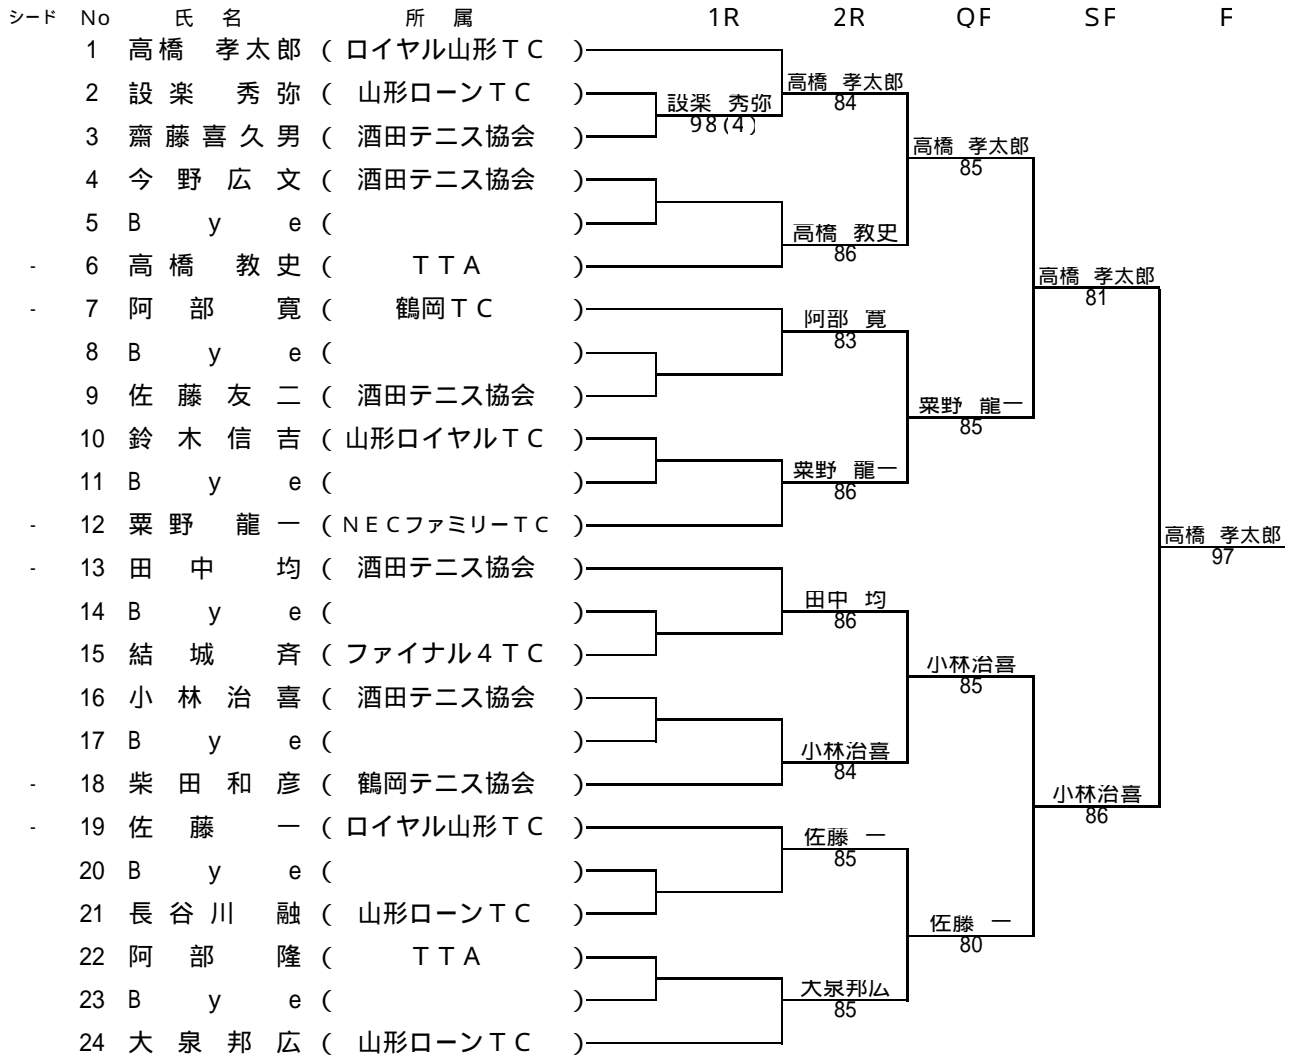 シード No 氏 名 所 属 1R 2R QF SF F
1 高橋 孝太郎 ( ロイヤル山形ＴＣ )
2 設楽 秀弥 ( 山形ローンＴＣ ) 設楽 秀弥 高橋 孝太郎
98(4) 84
3 齋藤喜久男 ( 酒田テニス協会 ) 高橋 孝太郎
85
4 今野広文 ( 酒田テニス協会 )
5 Bye ( ) 高橋 教史
86
- 6 高橋 教史 ( ＴＴＡ ) 高橋 孝太郎
81
- 7 阿部 寛 ( 鶴岡ＴＣ ) 阿部 寛
83
8 Bye ( )
9 佐藤友二 ( 酒田テニス協会 ) 粟野 龍一
85
10 鈴木信吉 ( 山形ロイヤルＴＣ )
11 Bye ( ) 粟野 龍一
86
- 12 粟野 龍一 ( ＮＥＣファミリーＴＣ ) 高橋 孝太郎
97
- 13 田中 均 ( 酒田テニス協会 )
14 Bye ( ) 田中 均
86
15 結城 斉 ( ファイナル４ＴＣ ) 小林治喜
85
16 小林治喜 ( 酒田テニス協会 )
17 Bye ( ) 小林治喜
84
- 18 柴田和彦 ( 鶴岡テニス協会 ) 小林治喜
86
- 19 佐藤 一 ( ロイヤル山形ＴＣ ) 佐藤 一
85
20 Bye ( )
21 長谷川 融 ( 山形ローンＴＣ ) 佐藤 一
80
22 阿部 隆 ( ＴＴＡ )
23 Bye ( ) 大泉邦広
85
24 大泉邦広 ( 山形ローンＴＣ )